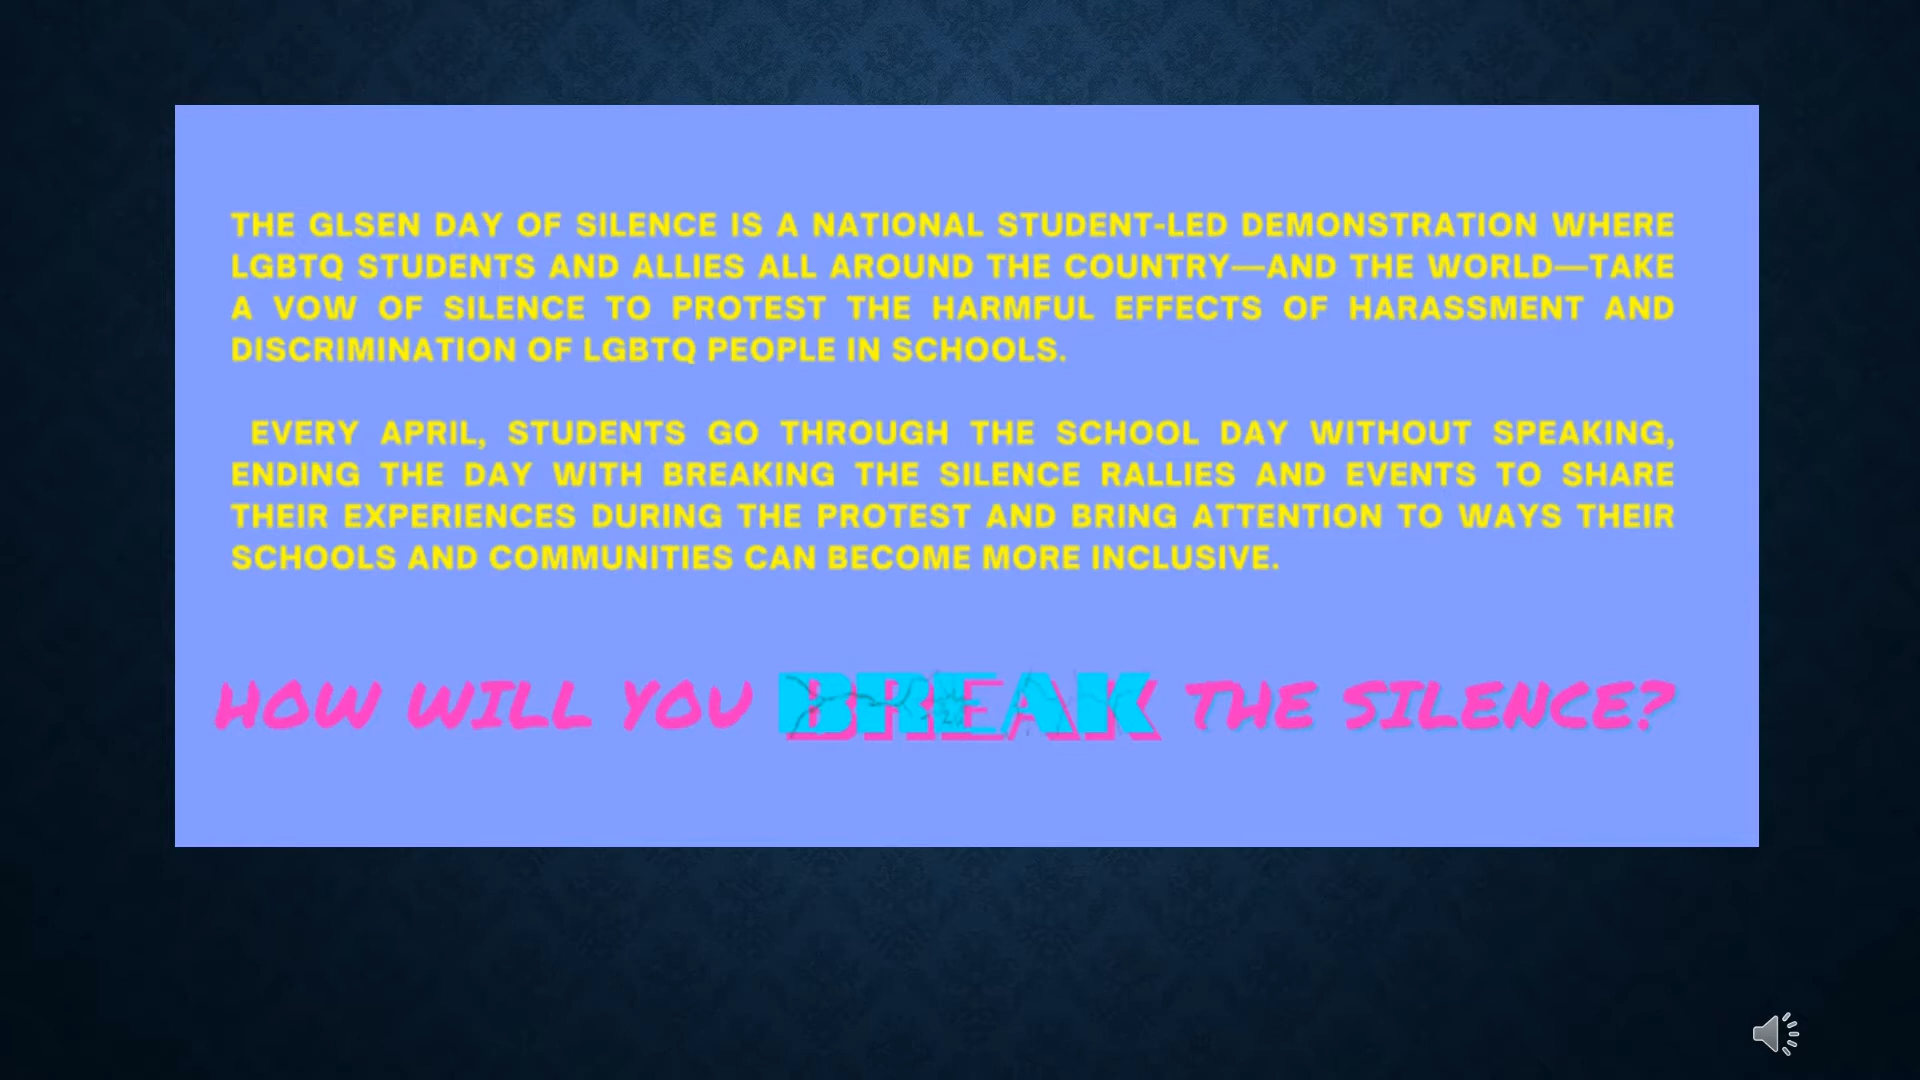 THE GLSEN DAY OF SILENCE IS A NATIONAL STUDENT-LED DEMONSTRATION WHERE
LGBTQ STUDENTS AND ALLIES ALL AROUND THE COUNTRY—AND THE WORLD—TAKE
A VOW OF SILENCE TO PROTEST THE HARMFUL EFFECTS OF HARASSMENT AND
DISCRIMINATION OF LGBTQ PEOPLE IN SCHOOLS.
EVERY APRIL, STUDENTS GO THROUGH THE SCHOOL DAY WITHOUT SPEAKING,
ENDING THE DAY WITH BREAKING THE SILENCE RALLIES AND EVENTS TO SHARE
THEIR EXPERIENCES DURING THE PROTEST AND BRING ATTENTION TO WAYS THEIR
SCHOOLS AND COMMUNITIES CAN BECOME MORE INCLUSIVE.
HOW WILL YOU BREAK THE SILENCE?